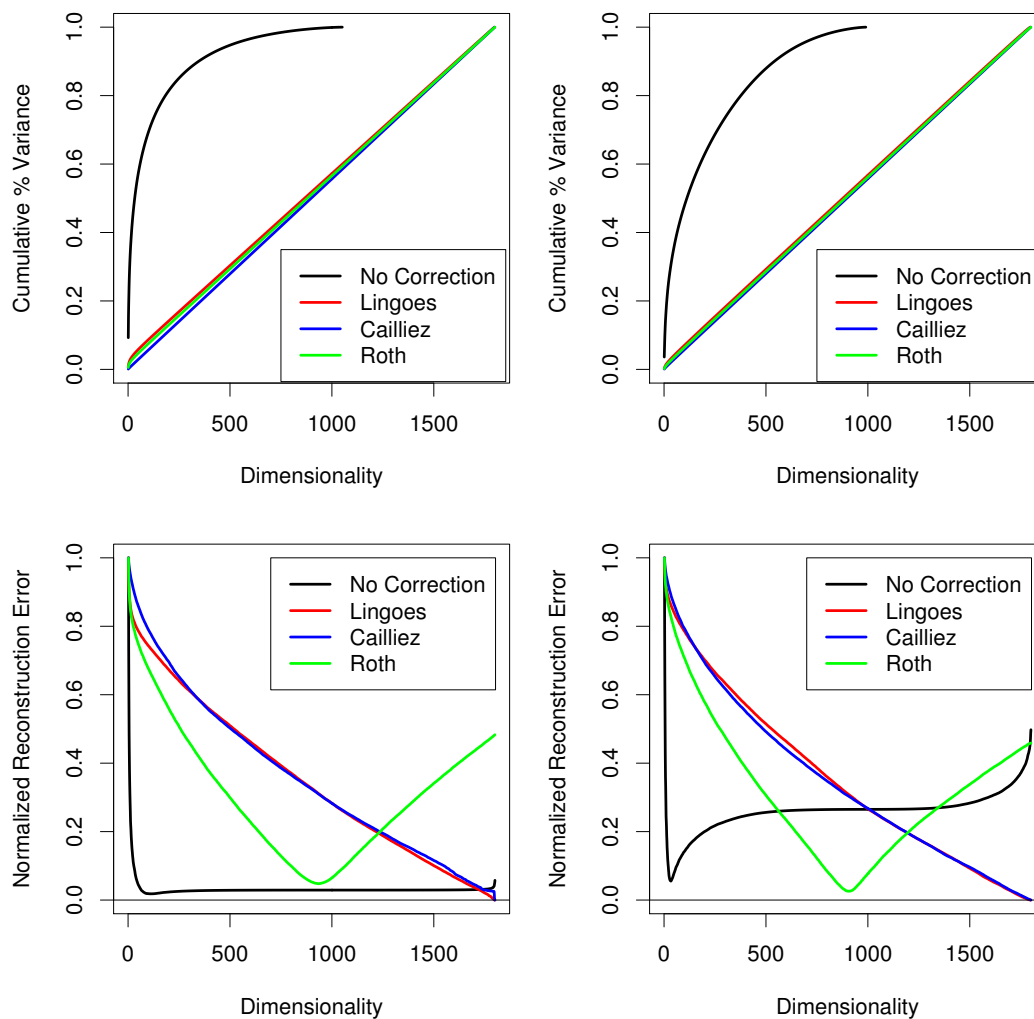 Cumulative % Variance
0.0 0.2 0.4 0.6 0.8 1.0
No Correction
Lingoes
Cailliez
Roth
0 500 1000 1500
Dimensionality
Cumulative % Variance
0.0 0.2 0.4 0.6 0.8 1.0
No Correction
Lingoes
Cailliez
Roth
0 500 1000 1500
Dimensionality
Normalized Reconstruction Error
0.0 0.2 0.4 0.6 0.8 1.0
No Correction
Lingoes
Cailliez
Roth
0 500 1000 1500
Dimensionality
Normalized Reconstruction Error
0.0 0.2 0.4 0.6 0.8 1.0
No Correction
Lingoes
Cailliez
Roth
0 500 1000 1500
Dimensionality